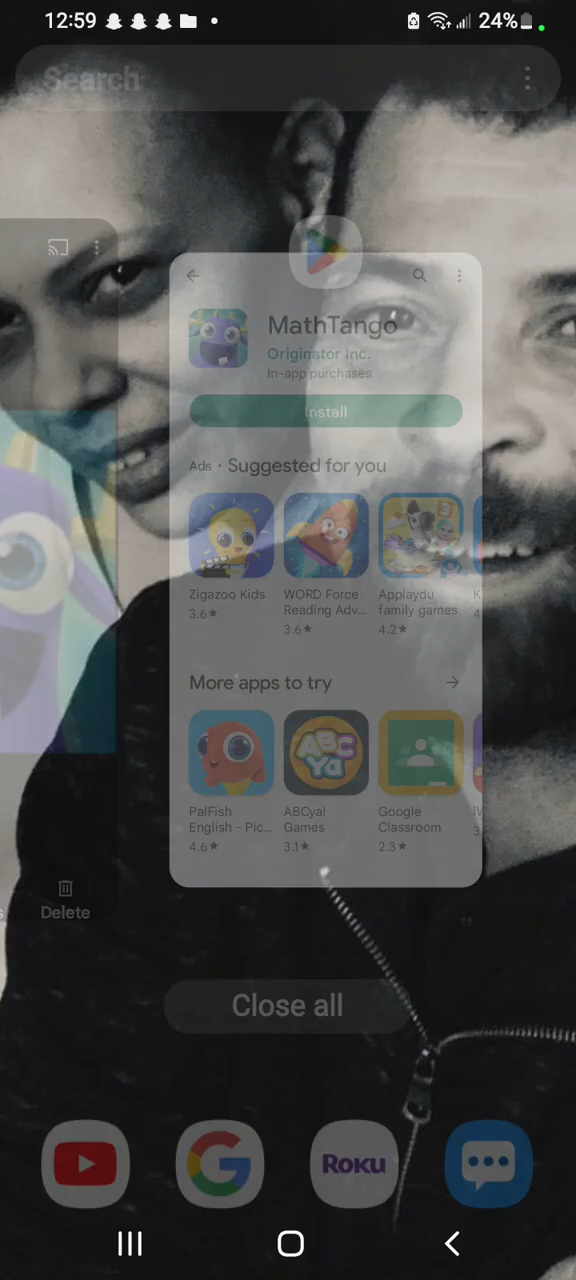 12:59
24%
Search
MathTango
Originator Inc.
In-app purchases
Install
Ads • Suggested for you
Zigazoo Kids
3.6★
WORD Force
Reading Adv...
3.6★
Applaydu
family games
4.2★
K
4
More apps to try
PalFish
English - Pic...
4.6★
ABCya!
Games
3.1★
Google
Classroom
2.3★
3
ABC
Ya
s
Delete
Close all
Roku